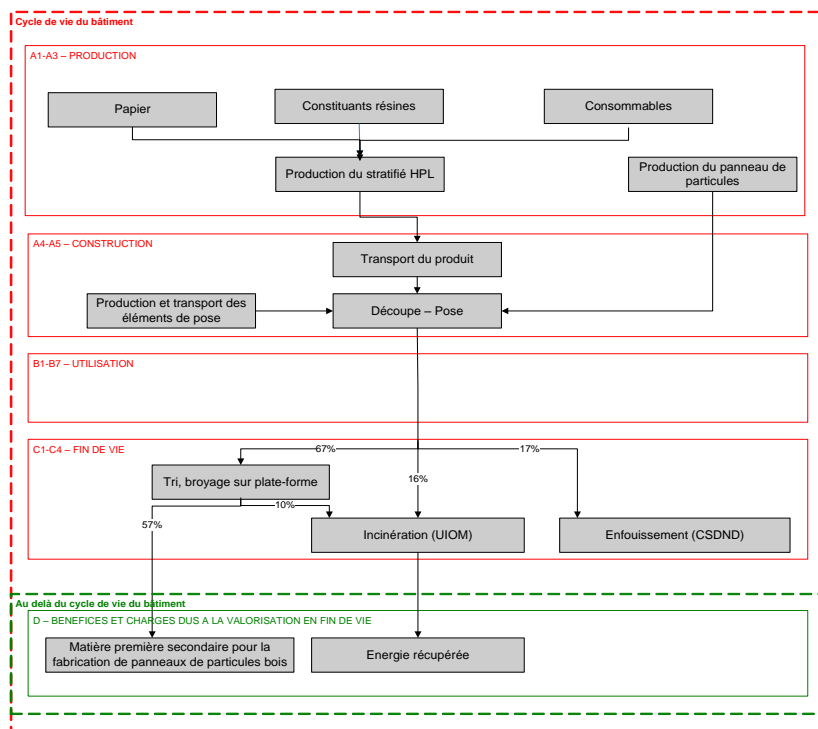 Cycle de vie du bâtiment
A1-A3 – PRODUCTION
Papier
Constituants résines
Consommables
Production du stratifié HPL
Production du panneau de
particules
A4-A5 – CONSTRUCTION
Transport du produit
Production et transport des
éléments de pose
Découpe – Pose
B1-B7 – UTILISATION
C1-C4 – FIN DE VIE
67%
17%
Tri, broyage sur plate-forme
16%
10%
57%
Incinération (UIOM)
Enfouissement (CSDND)
Au delà du cycle de vie du bâtiment
D – BENEFICES ET CHARGES DUS A LA VALORISATION EN FIN DE VIE
Matière première secondaire pour la
fabrication de panneaux de particules bois
Energie récupérée